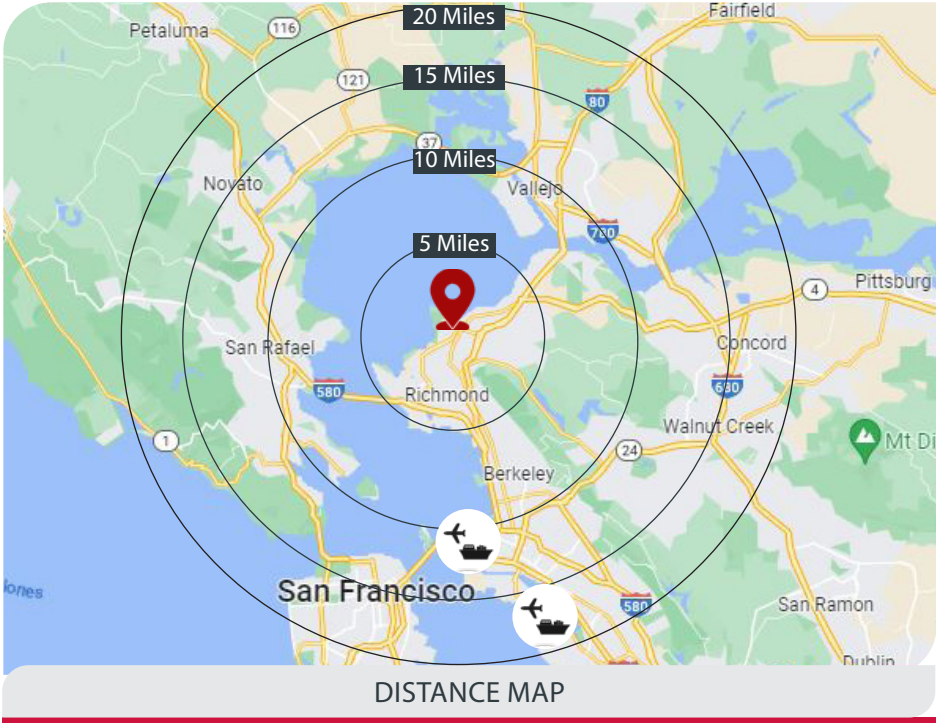 20 Miles
Fairfield
Petaluma
116
15 Miles
121
80
37
10 Miles
Novato
Vallejo
780
5 Miles
Pittsburg
4
San Rafael
Concord
580
680
Richmond
1
Walnut Creek
24
Mt Di
Berkeley
San Francisco
iones
580
San Ramon
Dublin
DISTANCE MAP